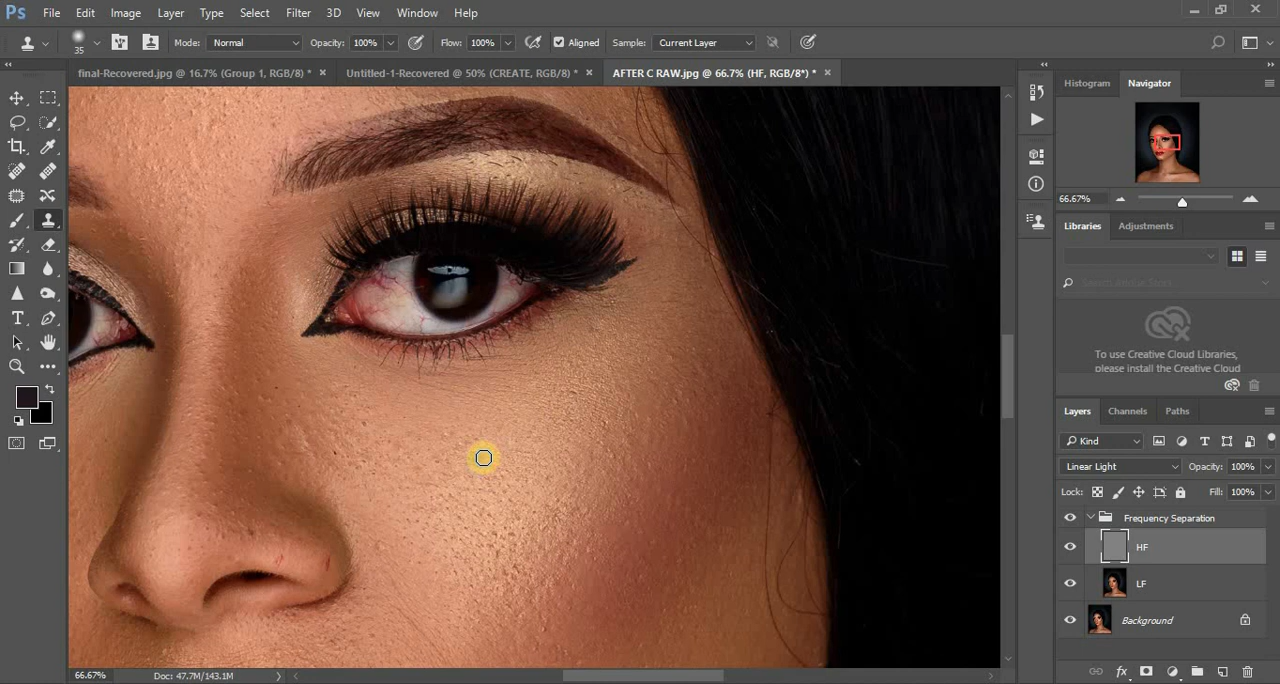 Ps File Edit Image Layer Type Select Filter 3D View Window Help
35 Mode: Normal Opacity: 100% Flow: 100% Aligned Sample: Current Layer
final-Recovered.jpg @ 16.7% (Group 1, RGB/8) * × Untitled-1-Recovered @ 50% (CREATE, RGB/8) * × AFTER C RAW.jpg @ 66.7% (HF, RGB/8*) * ×
Histogram Navigator
66.67%
Libraries Adjustments
Search Adobe Stock
To use Creative Cloud Libraries,
please install the Creative Cloud
Layers Channels Paths
Kind
Linear Light Opacity: 100%
Lock: Fill: 100%
Frequency Separation
HF
LF
Background
66.67% Doc: 47.7M/143.1M